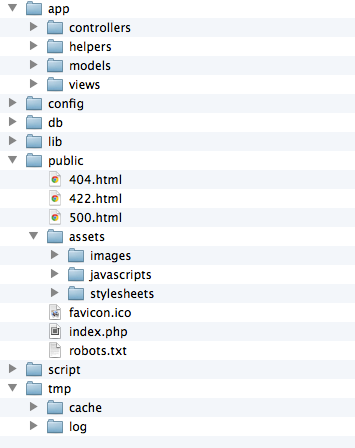 app
controllers
helpers
models
views
config
db
lib
public
404.html
422.html
500.html
assets
images
javascripts
stylesheets
favicon.ico
index.php
robots.txt
script
tmp
cache
log